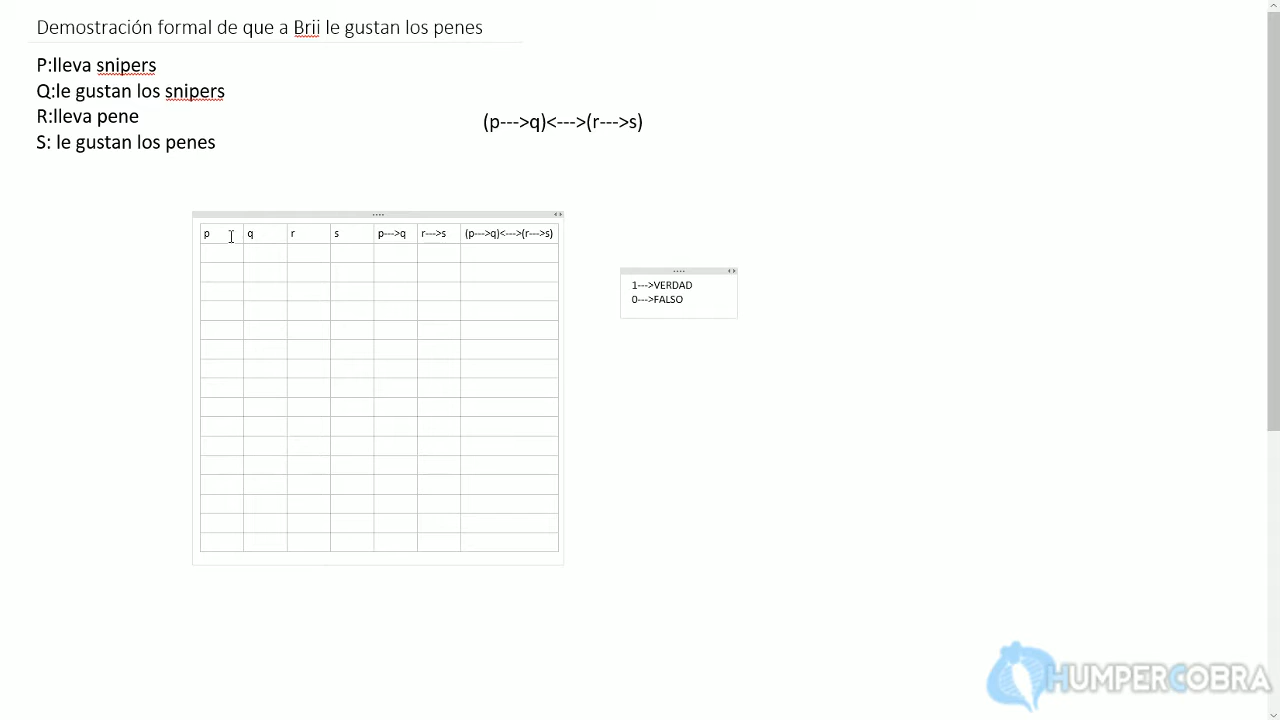 Demostración formal de que a Brii le gustan los penes
P:lleva snipers
Q:le gustan los snipers
R:lleva pene
S: le gustan los penes
(p--->q)<--->(r--->s)
p q r s p--->q r--->s (p--->q)<--->(r--->s)
1--->VERDAD
0--->FALSO
HUMPERCOBRA